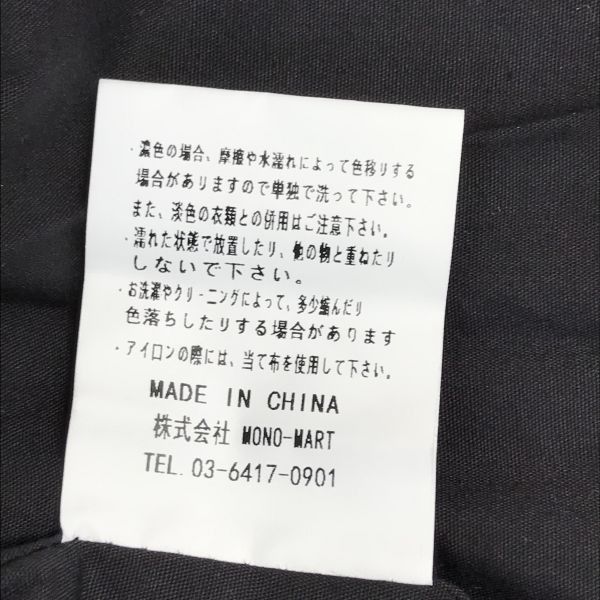 ・濃色の場合、摩擦や水濡れによって色移りする
場合がありますので単独で洗って下さい。
また、淡色の衣類との併用はご注意下さい。
・濡れた状態で放置したり、他の物と重ねたり
しないで下さい。
・お洗濯やクリーニングによって、多少縮んだり
色落ちしたりする場合があります
・アイロンの際には、当て布を使用して下さい。
MADE IN CHINA
株式会社 MONO-MART
TEL. 03-6417-0901